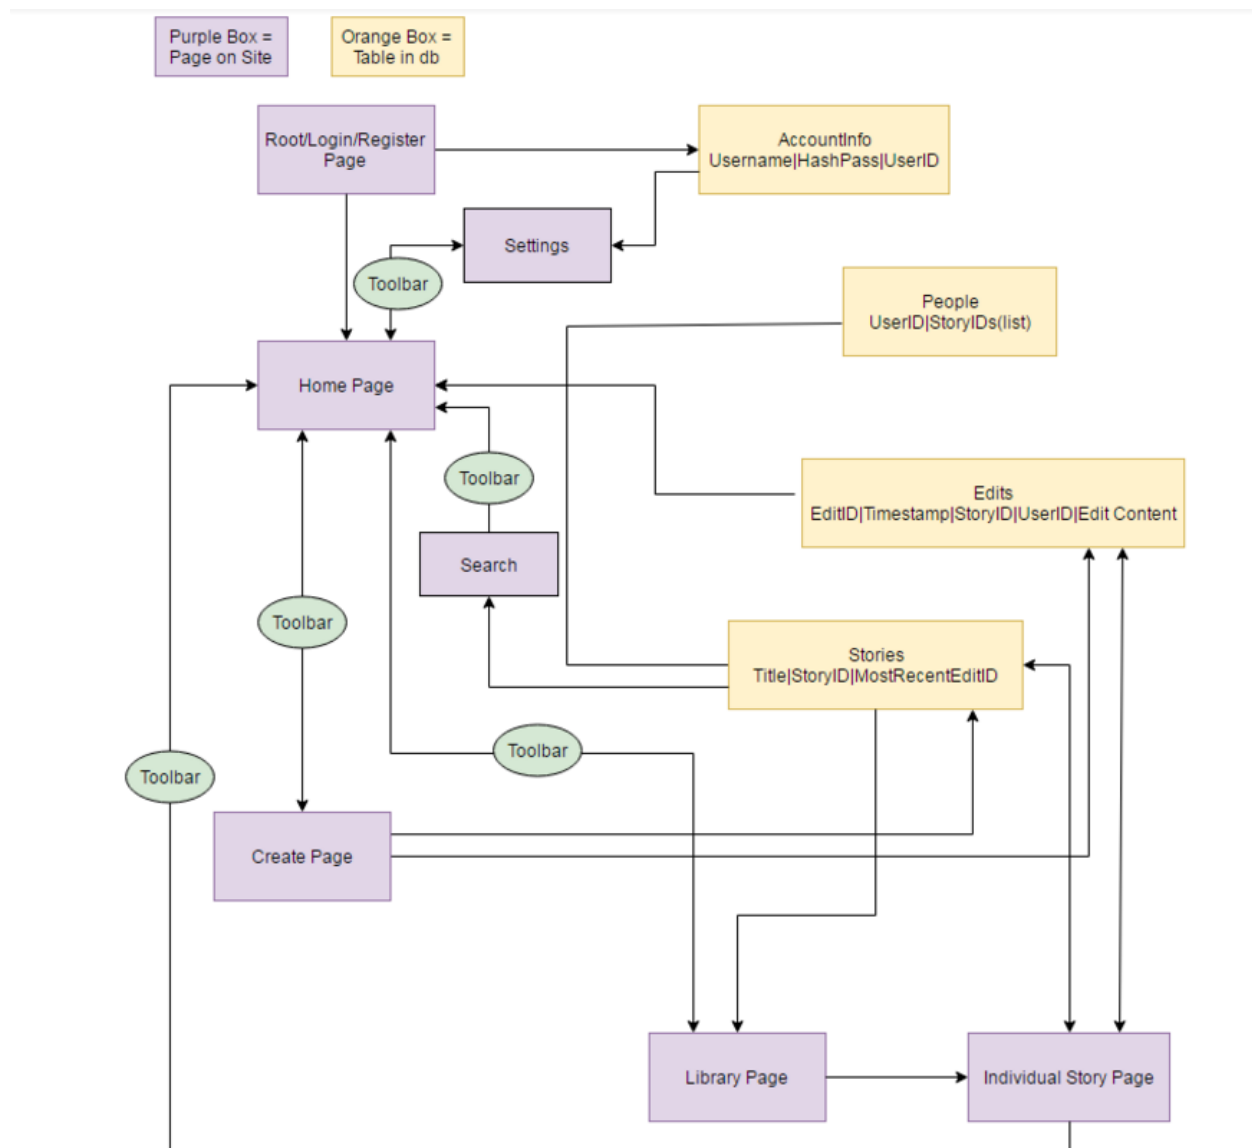 Purple Box =
Page on Site
Orange Box =
Table in db
Root/Login/Register
Page
AccountInfo
Username|HashPass|UserID
Settings
Toolbar
People
UserID|StoryIDs(list)
Home Page
Toolbar
Edits
EditID|Timestamp|StoryID|UserID|Edit Content
Search
Toolbar
Stories
Title|StoryID|MostRecentEditID
Toolbar
Toolbar
Create Page
Library Page
Individual Story Page